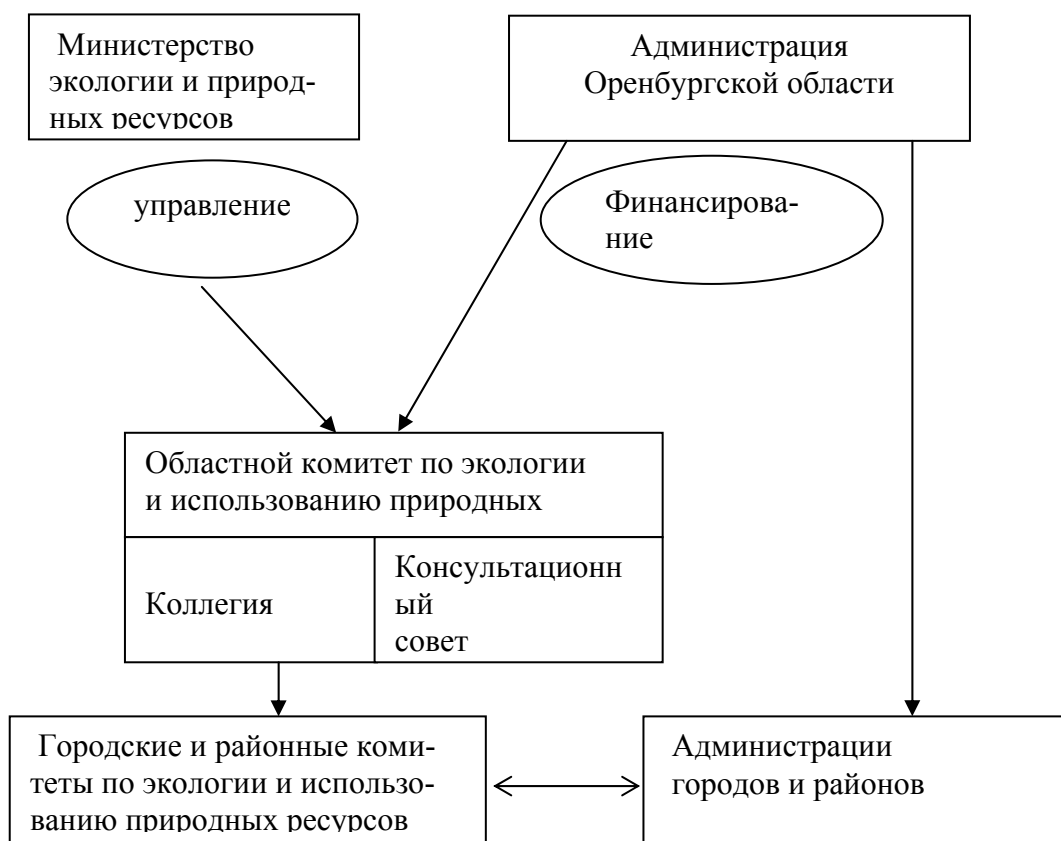 Министерство
экологии и природ-
ных ресурсов
Администрация
Оренбургской области
управление
Финансирова-
ние
Областной комитет по экологии
и использованию природных
Коллегия
Консультационн
ый
совет
Городские и районные коми-
теты по экологии и использо-
ванию природных ресурсов
Администрации
городов и районов